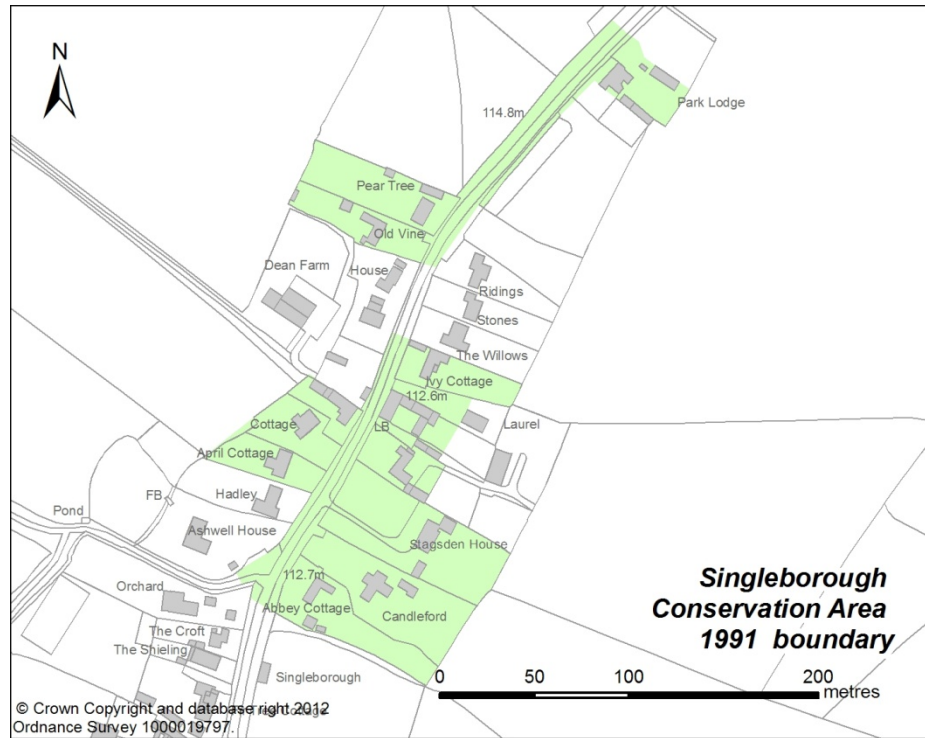 N
114.8m
Park Lodge
Pear Tree
Old Vine
Dean Farm
House
Ridings
Stones
The Willows
Ivy Cottage
112.6m
Cottage
LB
Laurel
April Cottage
FB
Hadley
Pond
Ashwell House
Stagsden House
112.7m
Orchard
Abbey Cottage
Candleford
The Croft
The Shieling
Singleborough
Singleborough
Conservation Area
1991 boundary
0 50 100 200
metres
© Crown Copyright and database right 2012
Ordnance Survey 1000019797.
Cottage